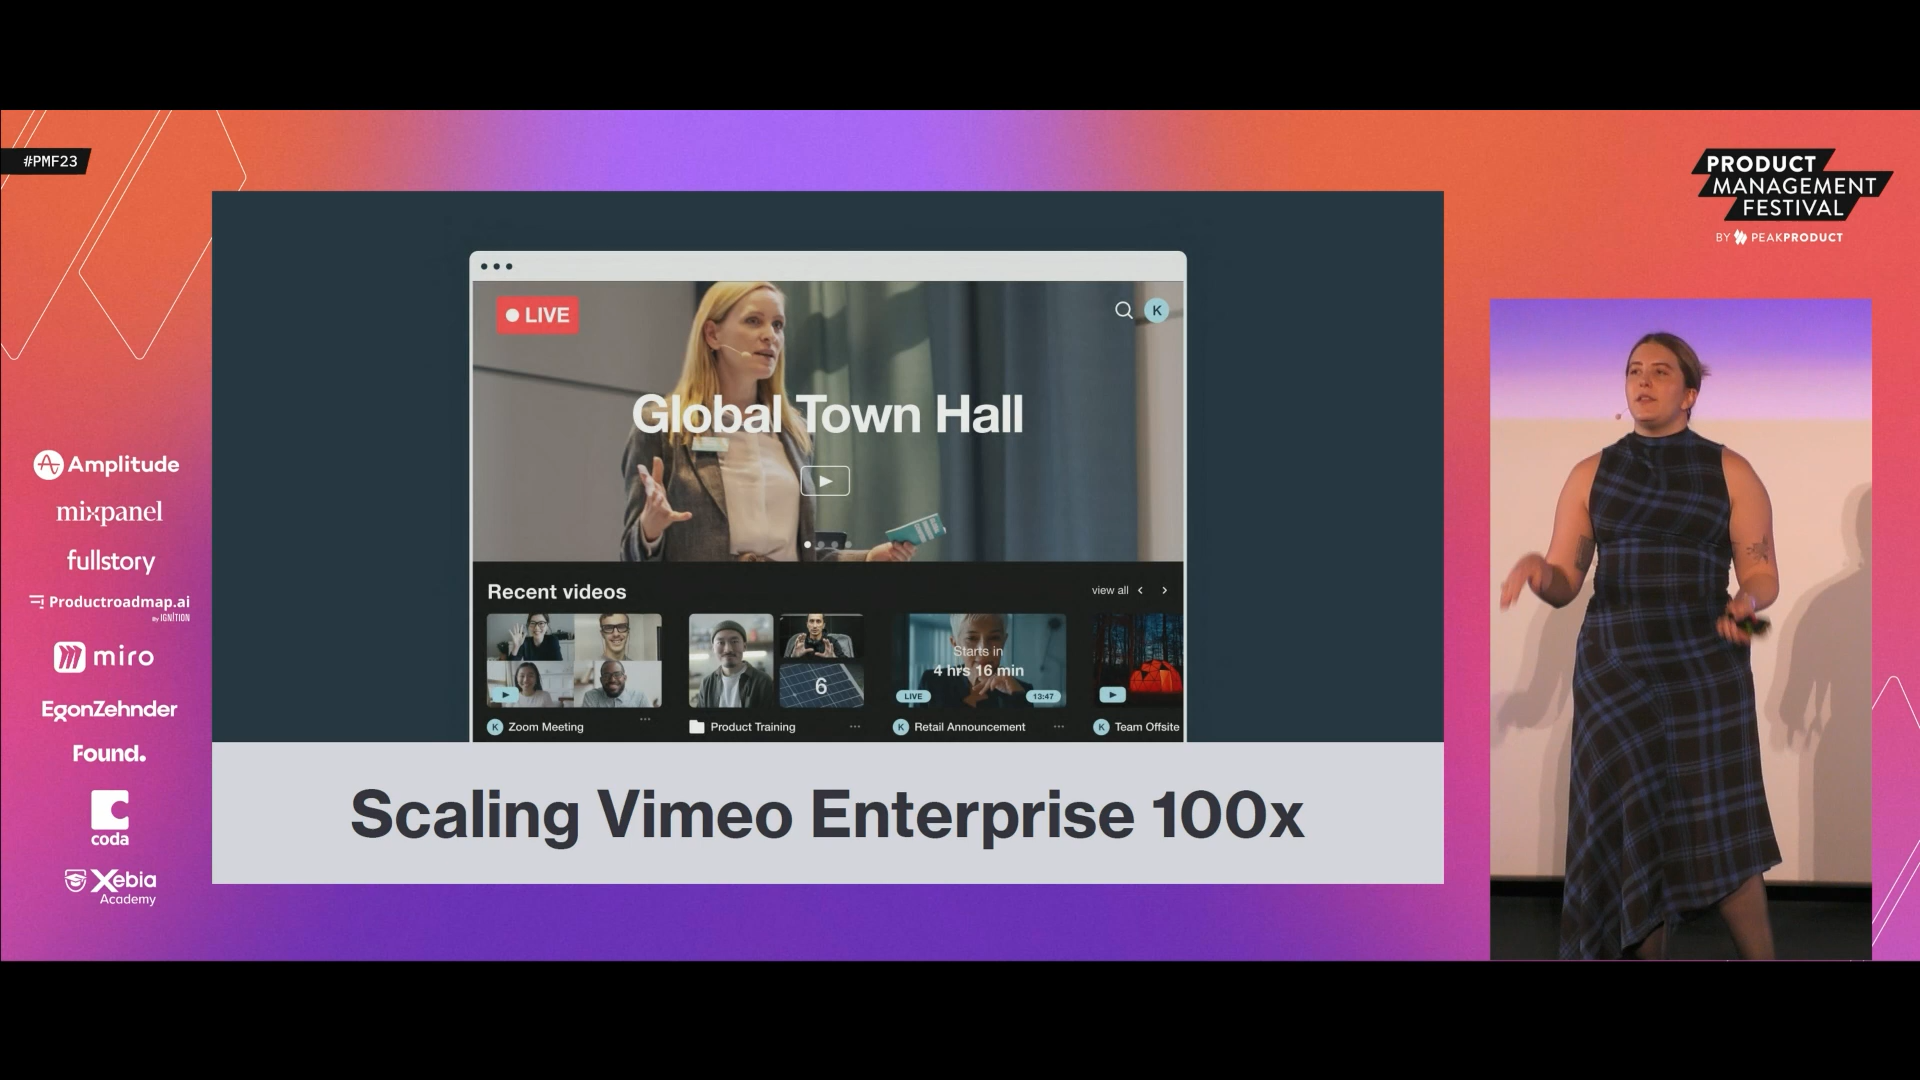 #PMF23
PRODUCT
MANAGEMENT
FESTIVAL
BY PEAKPRODUCT
LIVE
K
Global Town Hall
Recent videos
view all
Starts in
4 hrs 16 min
6
LIVE
13:47
K Zoom Meeting
Product Training
K Retail Announcement
K Team Offsite
Scaling Vimeo Enterprise 100x
Amplitude
mixpanel
fullstory
Productroadmap.ai
By IGNITION
miro
EgonZehnder
Found.
coda
Xebia
Academy